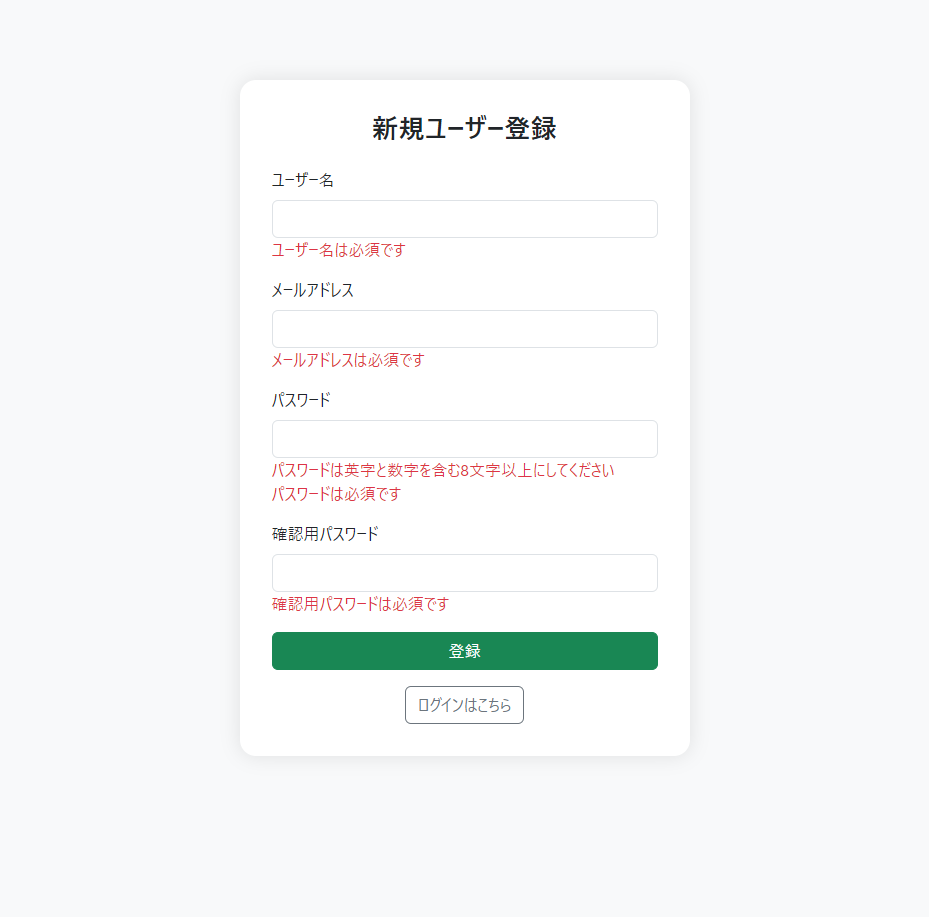 新規ユーザー登録
ユーザー名
ユーザー名は必須です
メールアドレス
メールアドレスは必須です
パスワード
パスワードは英字と数字を含む8文字以上にしてください
パスワードは必須です
確認用パスワード
確認用パスワードは必須です
登録
ログインはこちら